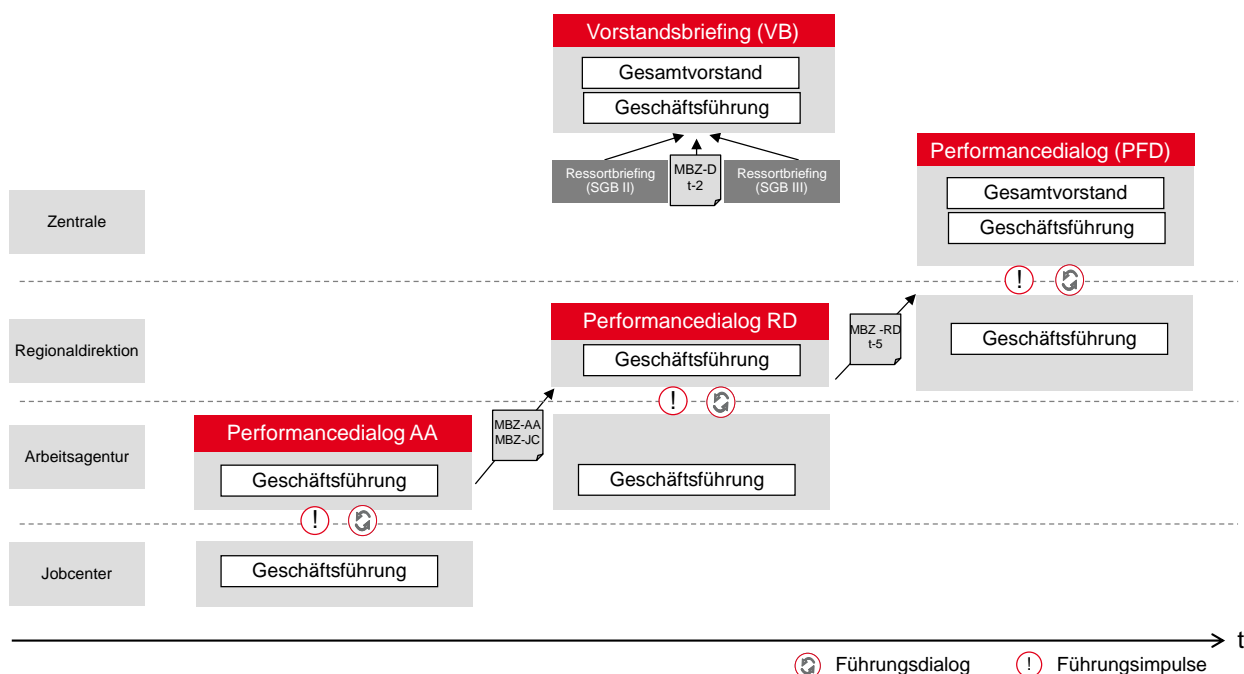 Vorstandsbriefing (VB)
Gesamtvorstand
Geschäftsführung
Ressortbriefing
(SGB II)
MBZ-D
t-2
Ressortbriefing
(SGB III)
Performancedialog (PFD)
Gesamtvorstand
Geschäftsführung
Zentrale
!
Regionaldirektion
Performancedialog RD
Geschäftsführung
MBZ -RD
t-5
Geschäftsführung
!
Arbeitsagentur
Performancedialog AA
Geschäftsführung
MBZ-AA
MBZ-JC
Geschäftsführung
!
Jobcenter
Geschäftsführung
t
Führungsdialog
! Führungsimpulse